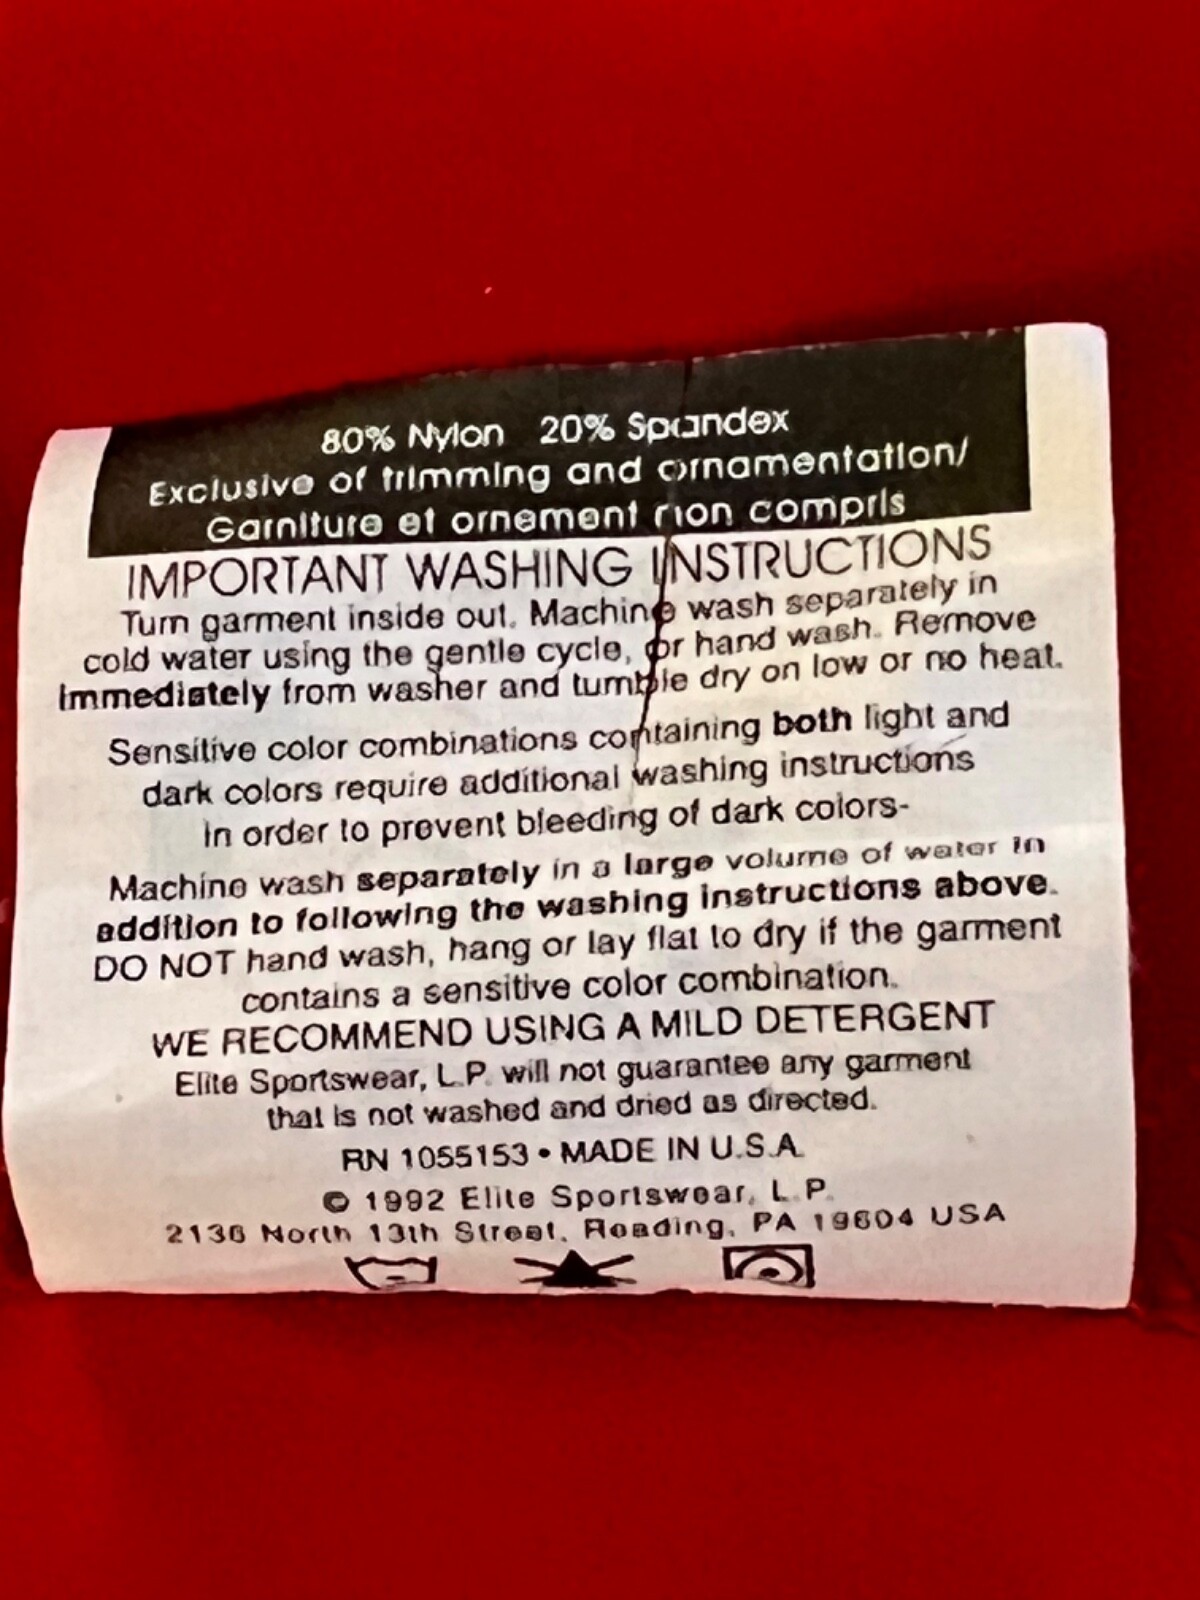 80% Nylon 20% Spandex
Exclusive of trimming and ornamentation/
Garniture et ornement non compris
IMPORTANT WASHING INSTRUCTIONS
Turn garment inside out. Machine wash separately in
cold water using the gentle cycle, or hand wash. Remove
immediately from washer and tumble dry on low or no heat.
Sensitive color combinations containing both light and
dark colors require additional washing instructions
in order to prevent bleeding of dark colors-
Machine wash separately in a large volume of water in
addition to following the washing instructions above.
DO NOT hand wash, hang or lay flat to dry if the garment
contains a sensitive color combination.
WE RECOMMEND USING A MILD DETERGENT
Elite Sportswear, L.P. will not guarantee any garment
that is not washed and dried as directed.
RN 1055153 • MADE IN U.S.A.
© 1992 Elite Sportswear, L.P.
2136 North 13th Street, Reading, PA 19604 USA